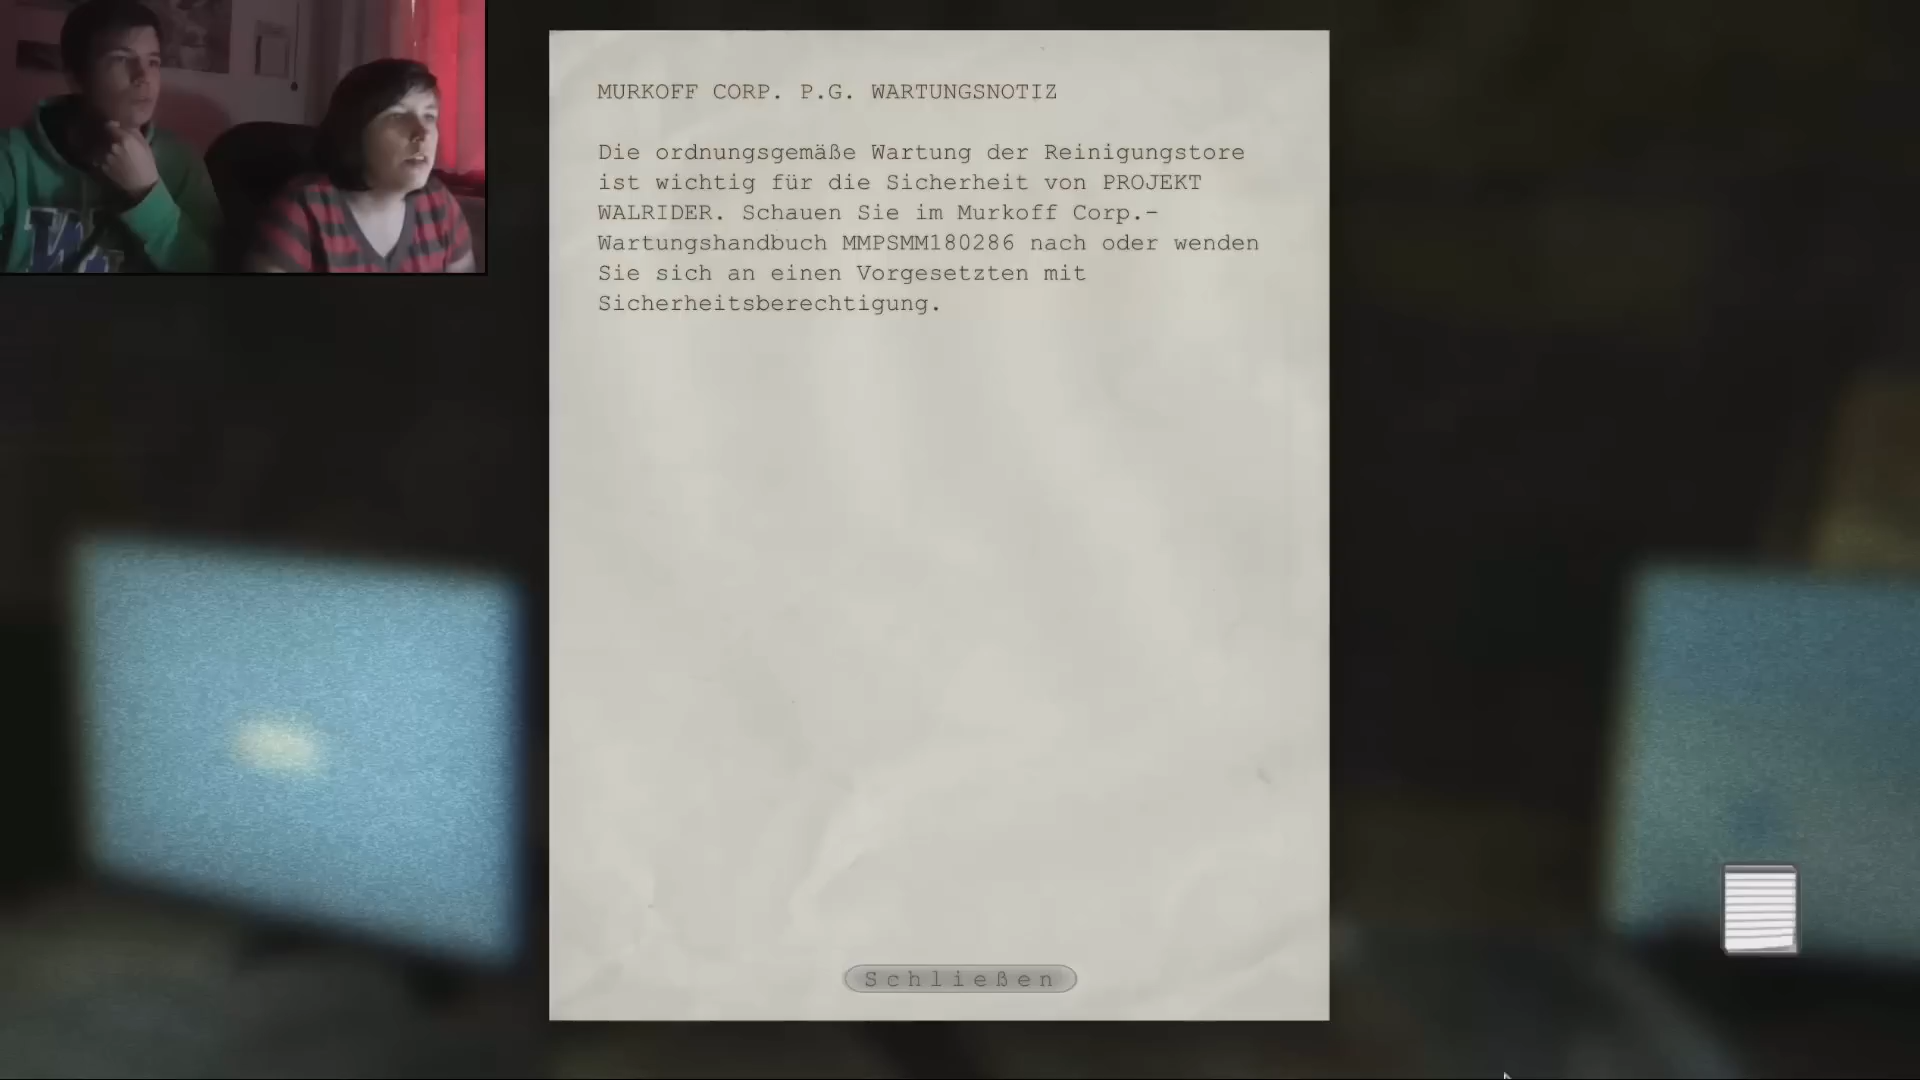 MURKOFF CORP. P.G. WARTUNGSNOTIZ
Die ordnungsgemäße Wartung der Reinigungstore
ist wichtig für die Sicherheit von PROJEKT
WALRIDER. Schauen Sie im Murkoff Corp.-
Wartungshandbuch MMPSMM180286 nach oder wenden
Sie sich an einen Vorgesetzten mit
Sicherheitsberechtigung.
Schließen